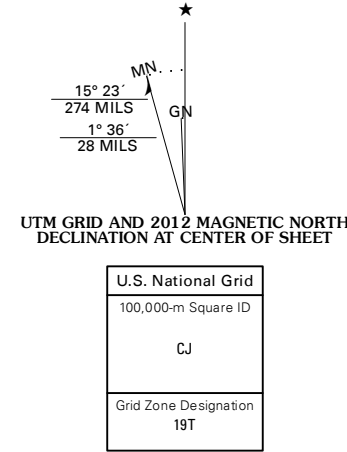 ★
MN
15° 23´
274 MILS
GN
1° 36´
28 MILS
UTM GRID AND 2012 MAGNETIC NORTH
DECLINATION AT CENTER OF SHEET
U.S. National Grid
100,000-m Square ID
CJ
Grid Zone Designation
19T